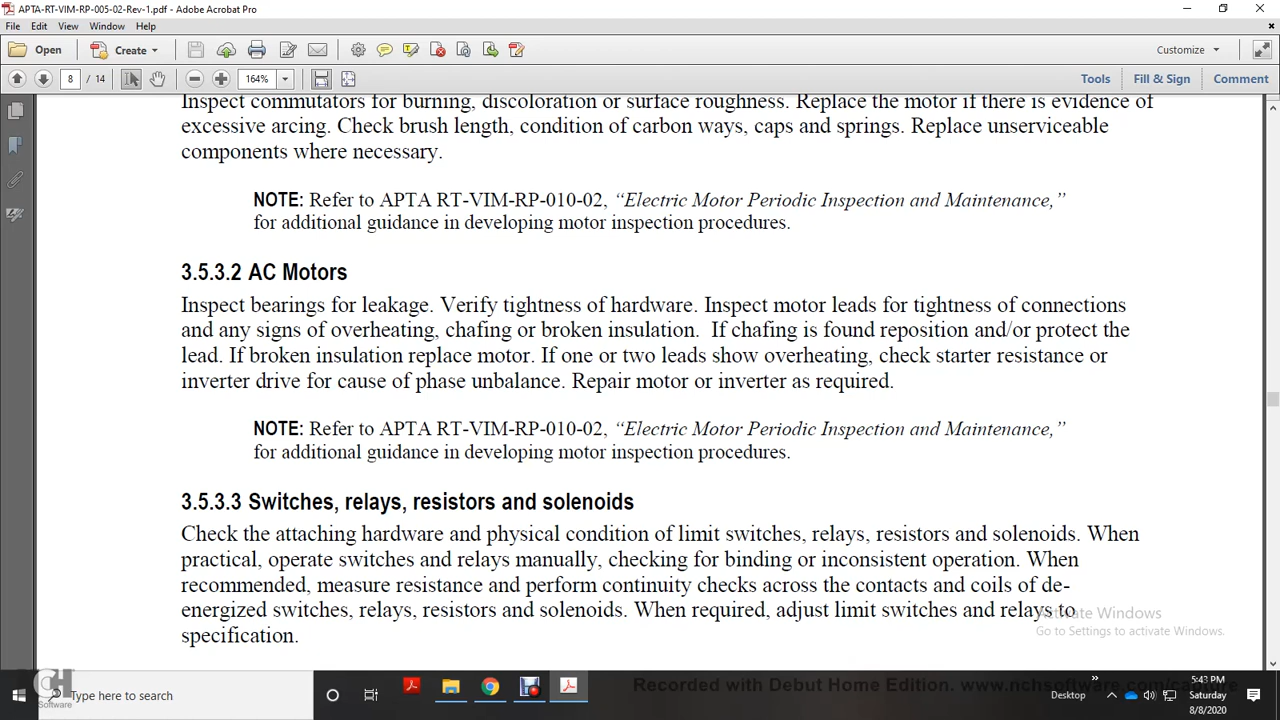 APTA-RT-VIM-RP-005-02-Rev-1.pdf - Adobe Acrobat Pro
File Edit View Window Help
Open Create Customize
8 / 14 164% Tools Fill & Sign Comment
Inspect commutators for burning, discoloration or surface roughness. Replace the motor if there is evidence of
excessive arcing. Check brush length, condition of carbon ways, caps and springs. Replace unserviceable
components where necessary.
NOTE: Refer to APTA RT-VIM-RP-010-02, “Electric Motor Periodic Inspection and Maintenance,”
for additional guidance in developing motor inspection procedures.
3.5.3.2 AC Motors
Inspect bearings for leakage. Verify tightness of hardware. Inspect motor leads for tightness of connections
and any signs of overheating, chafing or broken insulation. If chafing is found reposition and/or protect the
lead. If broken insulation replace motor. If one or two leads show overheating, check starter resistance or
inverter drive for cause of phase unbalance. Repair motor or inverter as required.
NOTE: Refer to APTA RT-VIM-RP-010-02, “Electric Motor Periodic Inspection and Maintenance,”
for additional guidance in developing motor inspection procedures.
3.5.3.3 Switches, relays, resistors and solenoids
Check the attaching hardware and physical condition of limit switches, relays, resistors and solenoids. When
practical, operate switches and relays manually, checking for binding or inconsistent operation. When
recommended, measure resistance and perform continuity checks across the contacts and coils of de-
energized switches, relays, resistors and solenoids. When required, adjust limit switches and relays to
specification.
Activate Windows
Go to Settings to activate Windows.
NCH Software
Type here to search
Recorded with Debut Home Edition. www.nchsoftware.com/capture
Desktop
5:43 PM
Saturday
8/8/2020